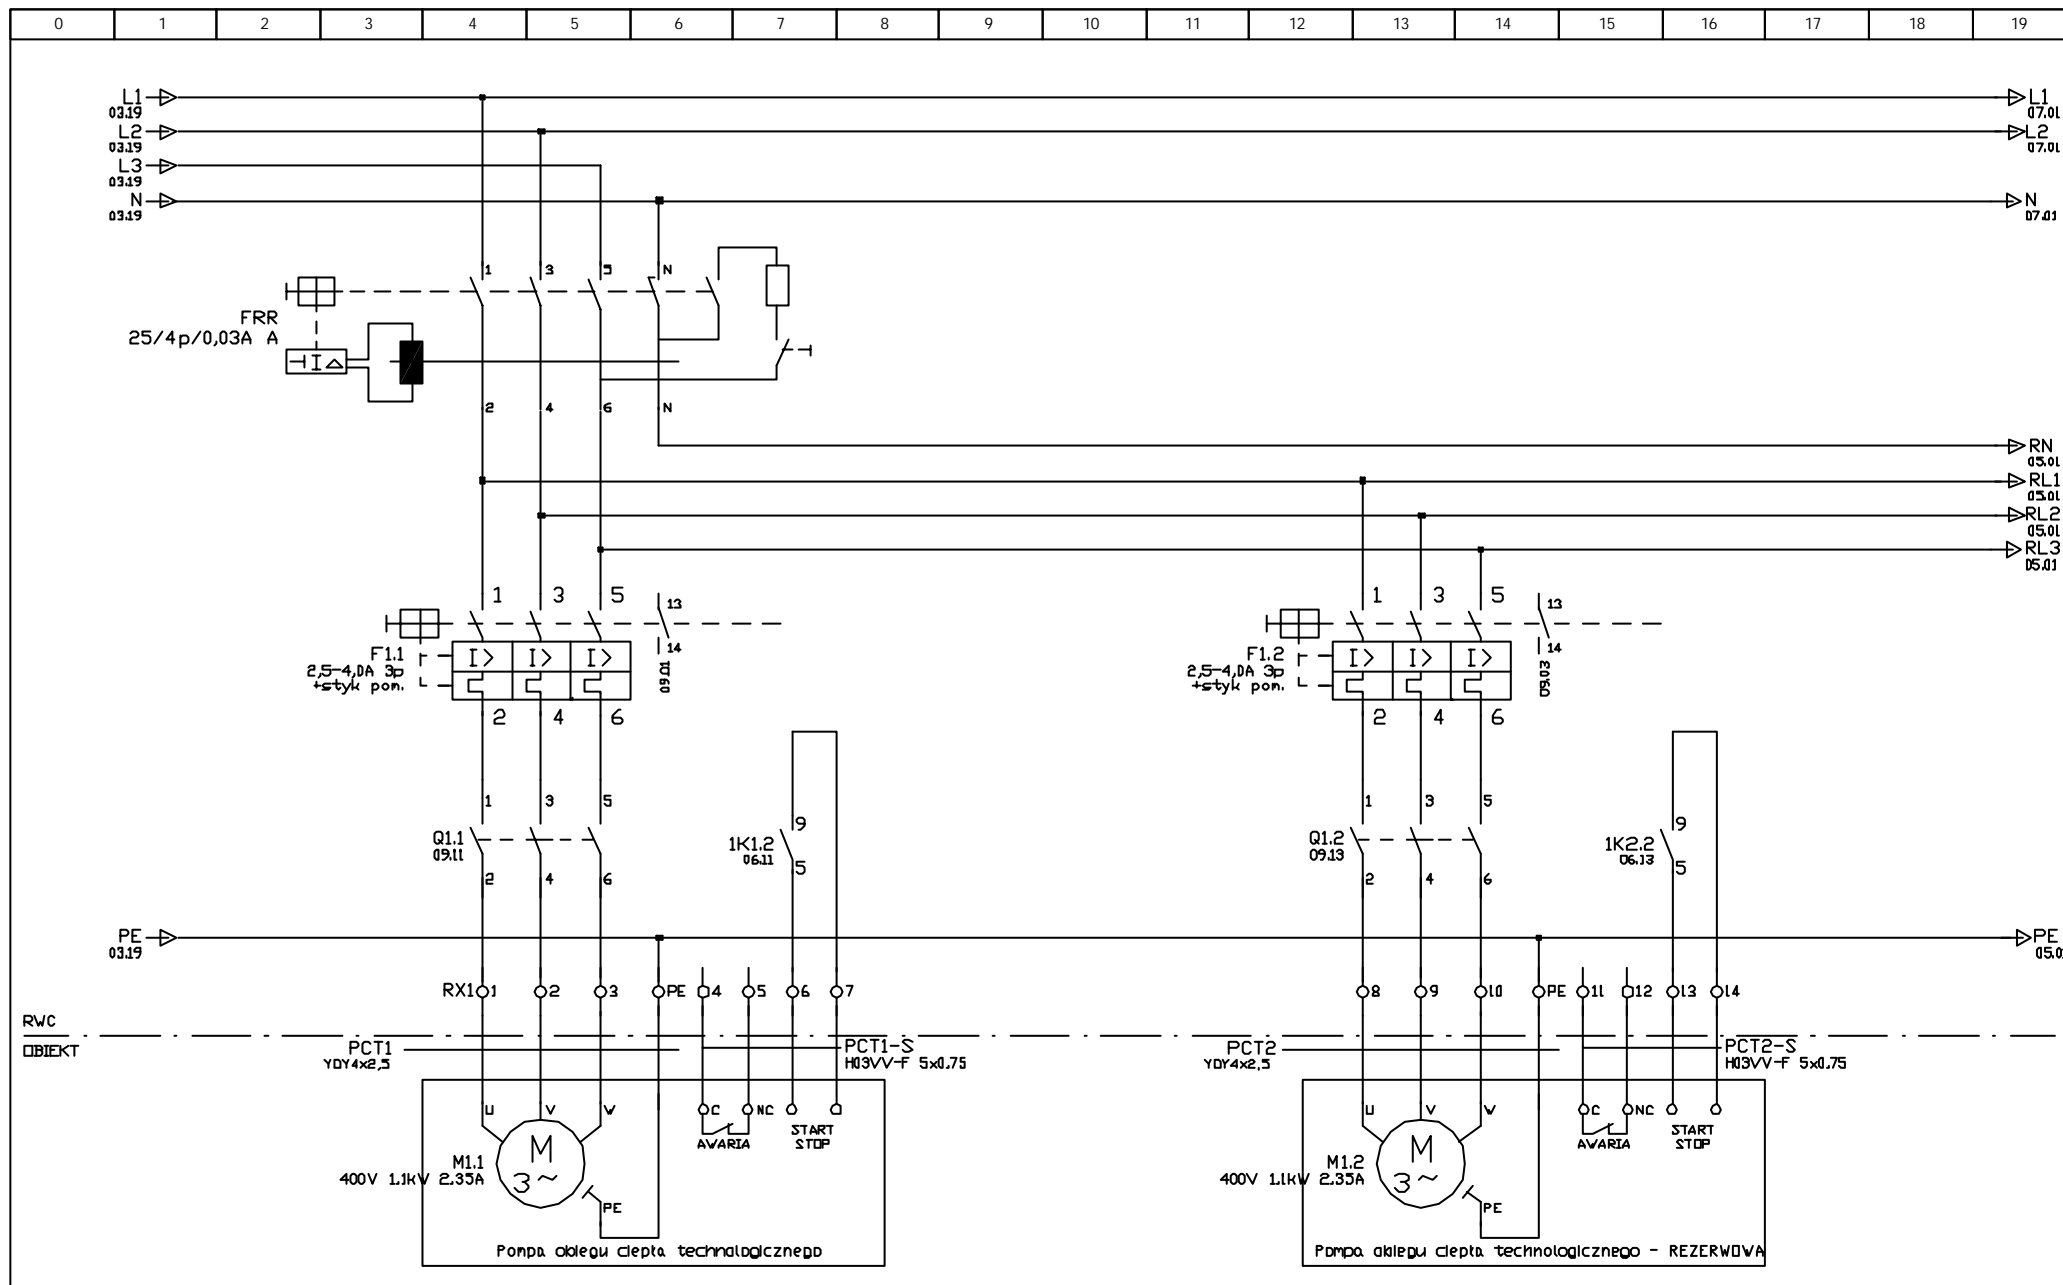 0 1 2 3 4 5 6 7 8 9 10 11 12 13 14 15 16 17 18 19
L1 L1
03.19 07.01
L2 L2
03.19 07.01
L3
03.19
N N
03.19 07.01
1 3 5 N
FRR
25/4p/0,03A A
I
2 4 6 N
RN
05.01
RL1
05.01
RL2
05.01
RL3
05.01
1 3 5 13 1 3 5 13
14 14
F1.1 I> I> I> F1.2 I> I> I>
2,5-4,0A 3p 2,5-4,0A 3p
+styk pom. +styk pom.
09.01 09.03
2 4 6 2 4 6
1 3 5 1 3 5
9 9
Q1.1 1K1.2 Q1.2 1K2.2
09.11 06.11 09.13 06.13
5 5
2 4 6 2 4 6
PE PE
03.19
RX1 1 2 3 PE 4 5 6 7 8 9 10 PE 11 12 13 14
RWC
OBIEKT
PCT1 PCT1-S PCT2 PCT2-S
YDY4x2,5 H03VV-F 5x0.75 YDY4x2,5 H03VV-F 5x0.75
U V W C NC U V W C NC
START START
AWARIA STOP AWARIA STOP
M M
M1.1 M1.2
3~ 3~
400V 1.1kW 2.35A 400V 1.1kW 2.35A
PE PE
Pompa obiegu ciepła technologicznego
Pompa obiegu ciepła technologicznego - REZERWOWA